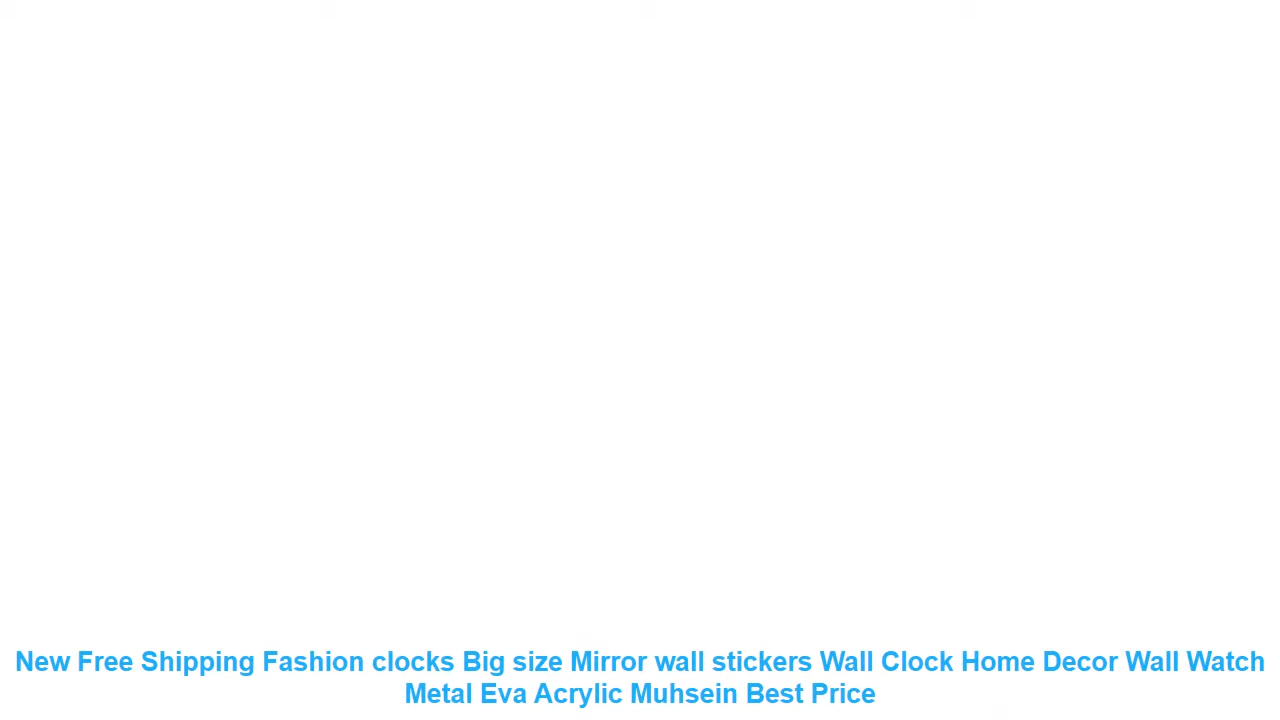 New Free Shipping Fashion clocks Big size Mirror wall stickers Wall Clock Home Decor Wall Watch
Metal Eva Acrylic Muhsein Best Price